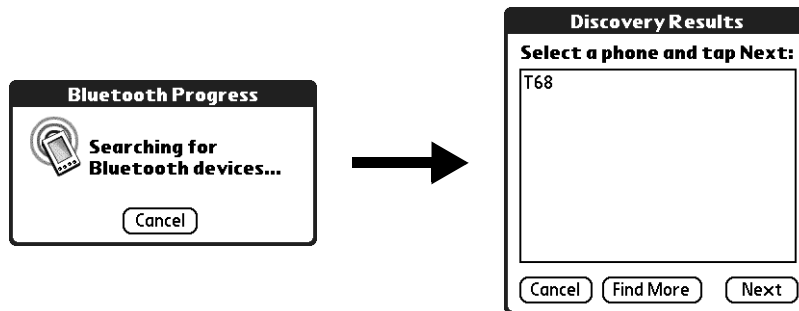 Bluetooth Progress
Searching for
Bluetooth devices...
Cancel
Discovery Results
Select a phone and tap Next:
T68
Cancel Find More Next